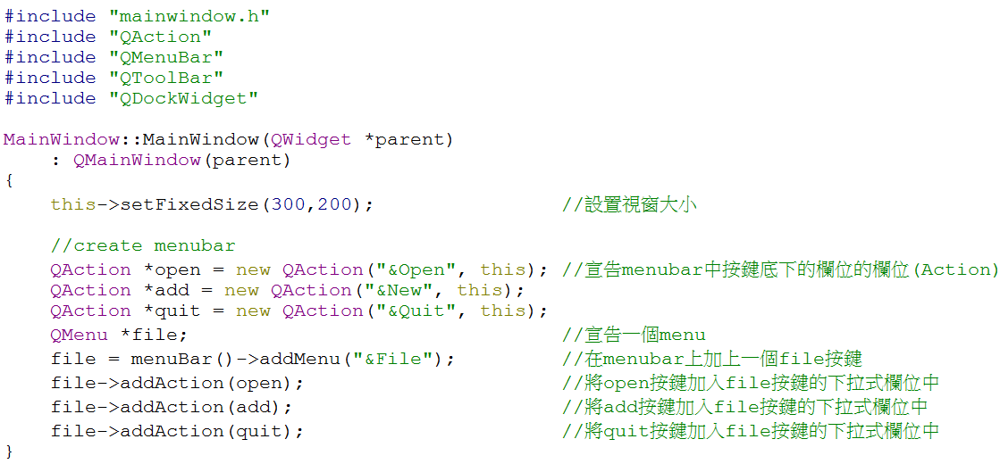 #include "mainwindow.h"
#include "QAction"
#include "QMenuBar"
#include "QToolBar"
#include "QDockWidget"
MainWindow::MainWindow(QWidget *parent)
    : QMainWindow(parent)
{
    this->setFixedSize(300,200);                //設置視窗大小
    //create menubar
    QAction *open = new QAction("&Open", this); //宣告menubar中按鍵底下的欄位的欄位(Action)
    QAction *add = new QAction("&New", this);
    QAction *quit = new QAction("&Quit", this);
    QMenu *file;                                //宣告一個menu
    file = menuBar()->addMenu("&File");         //在menubar上加上一個file按鍵
    file->addAction(open);                      //將open按鍵加入file按鍵的下拉式欄位中
    file->addAction(add);                       //將add按鍵加入file按鍵的下拉式欄位中
    file->addAction(quit);                      //將quit按鍵加入file按鍵的下拉式欄位中
}